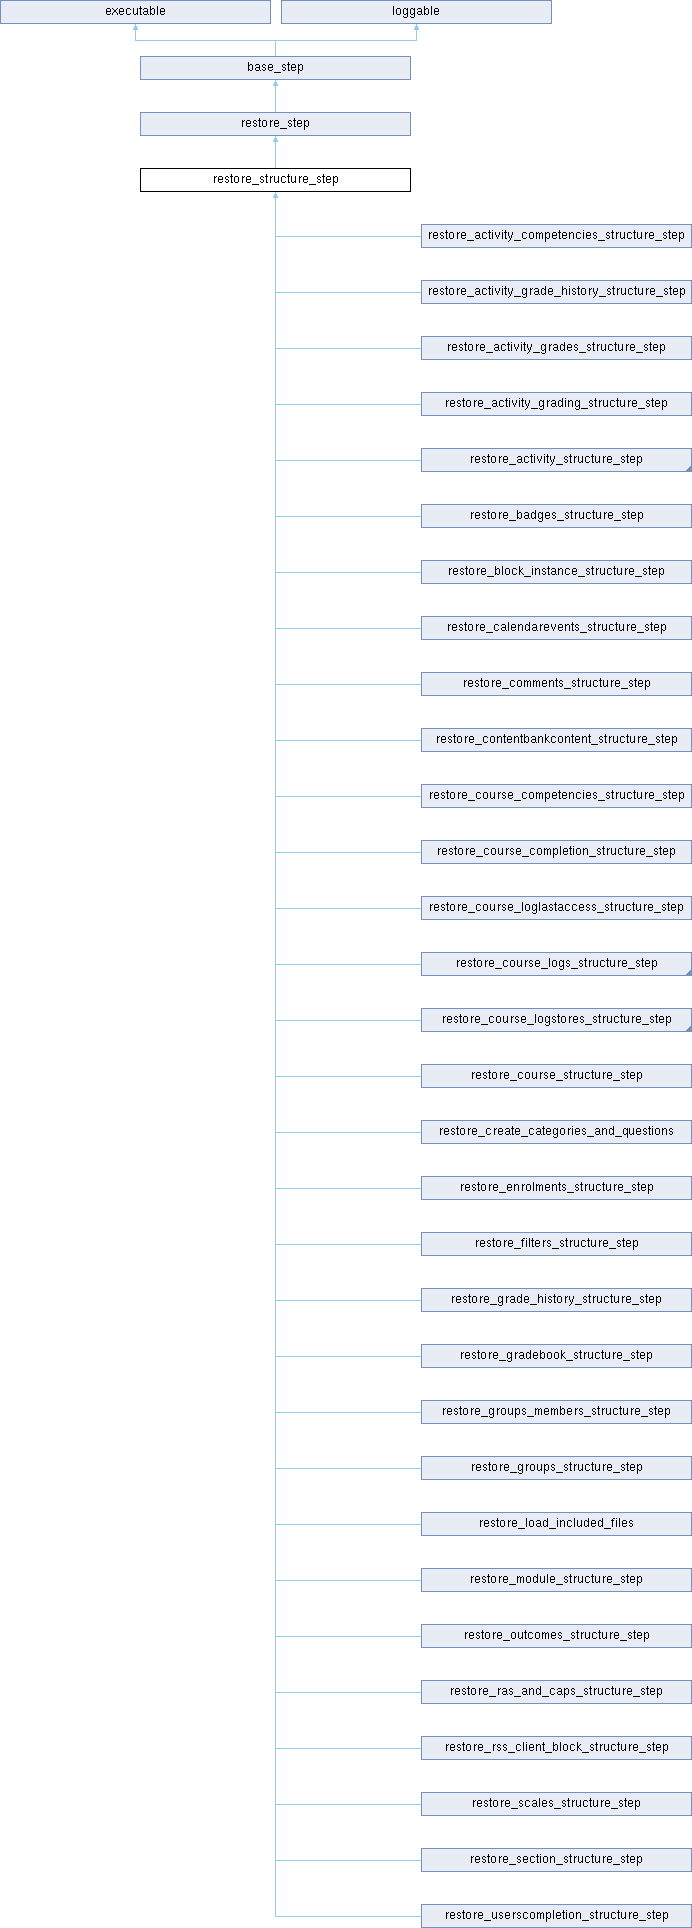 executable
loggable
base_step
restore_step
restore_structure_step
restore_activity_competencies_structure_step
restore_activity_grade_history_structure_step
restore_activity_grades_structure_step
restore_activity_grading_structure_step
restore_activity_structure_step
restore_badges_structure_step
restore_block_instance_structure_step
restore_calendarevents_structure_step
restore_comments_structure_step
restore_contentbankcontent_structure_step
restore_course_competencies_structure_step
restore_course_completion_structure_step
restore_course_loglastaccess_structure_step
restore_course_logs_structure_step
restore_course_logstores_structure_step
restore_course_structure_step
restore_create_categories_and_questions
restore_enrolments_structure_step
restore_filters_structure_step
restore_grade_history_structure_step
restore_gradebook_structure_step
restore_groups_members_structure_step
restore_groups_structure_step
restore_load_included_files
restore_module_structure_step
restore_outcomes_structure_step
restore_ras_and_caps_structure_step
restore_rss_client_block_structure_step
restore_scales_structure_step
restore_section_structure_step
restore_userscompletion_structure_step